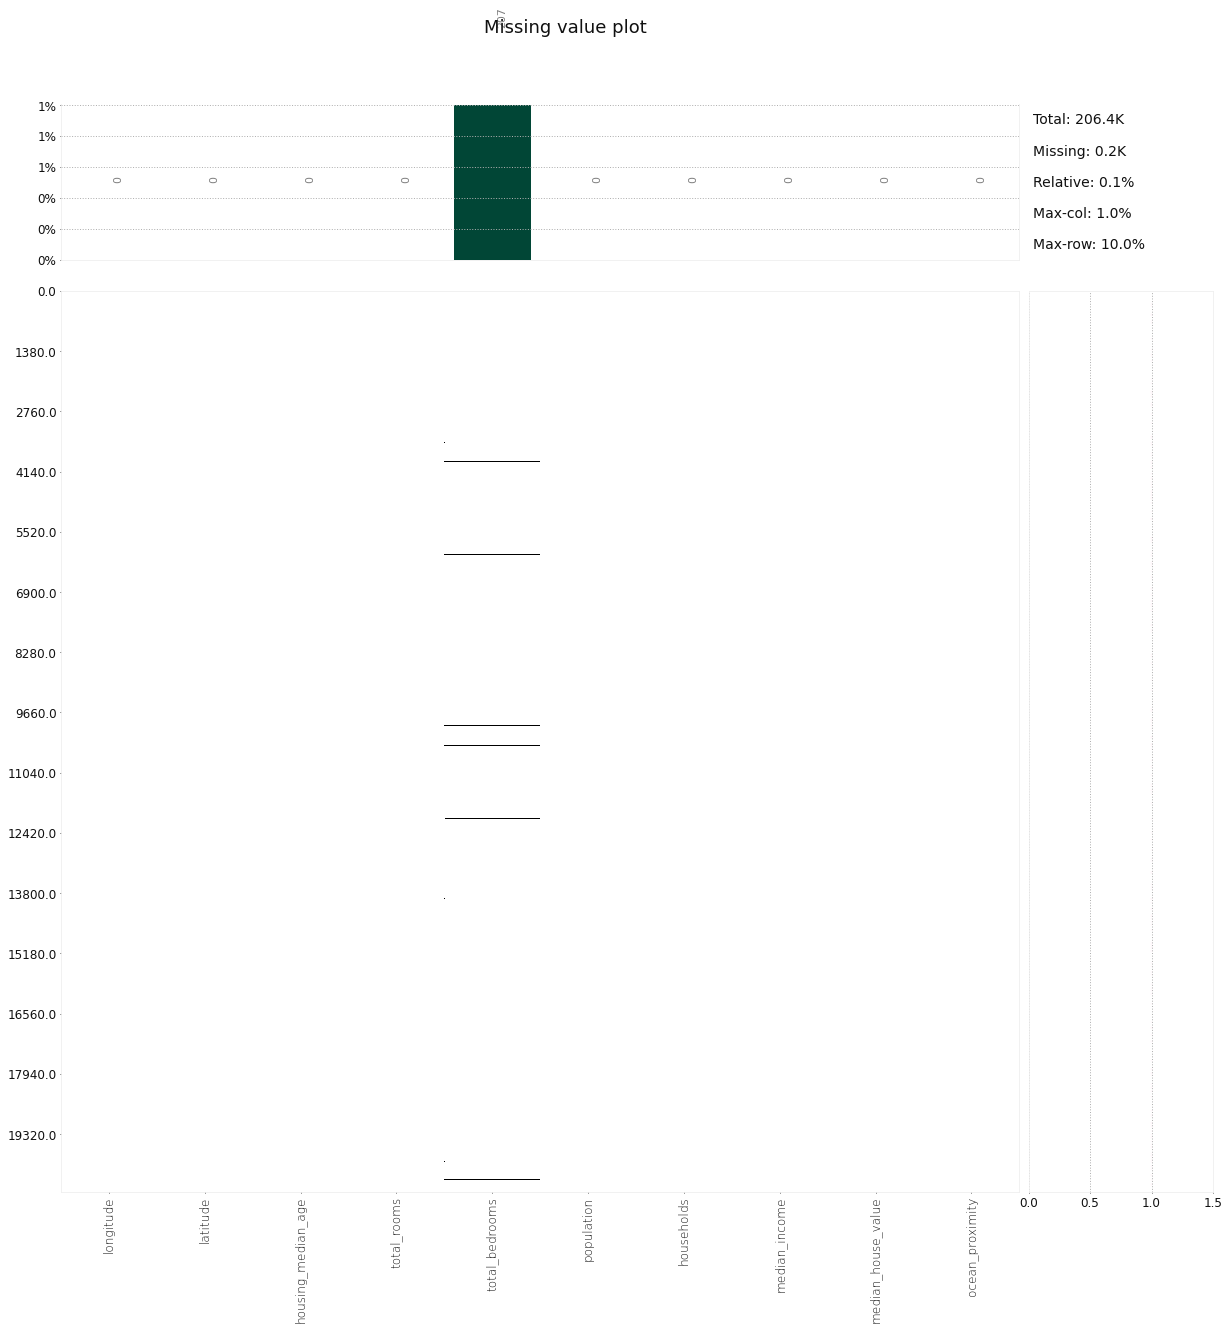 207
Missing value plot
1%
1%
1%
0%
0%
0%
0 0 0 0 0 0 0 0 0
Total: 206.4K
Missing: 0.2K
Relative: 0.1%
Max-col: 1.0%
Max-row: 10.0%
0.0
1380.0
2760.0
4140.0
5520.0
6900.0
8280.0
9660.0
11040.0
12420.0
13800.0
15180.0
16560.0
17940.0
19320.0
0.0 0.5 1.0 1.5
longitude
latitude
housing_median_age
total_rooms
total_bedrooms
population
households
median_income
median_house_value
ocean_proximity